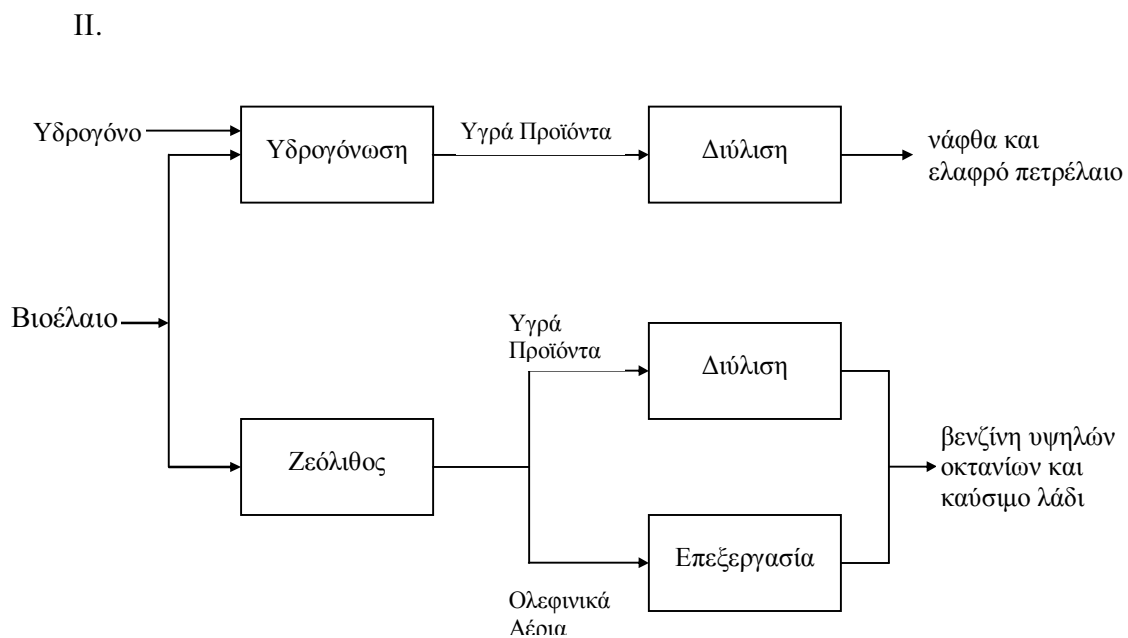 II.
Υδρογόνο
Υδρογόνωση
Υγρά Προϊόντα
Διύλιση
νάφθα και
ελαφρό πετρέλαιο
Βιοέλαιο
Υγρά
Προϊόντα
Διύλιση
Ζεόλιθος
βενζίνη υψηλών
οκτανίων και
καύσιμο λάδι
Επεξεργασία
Ολεφινικά
Αέρια